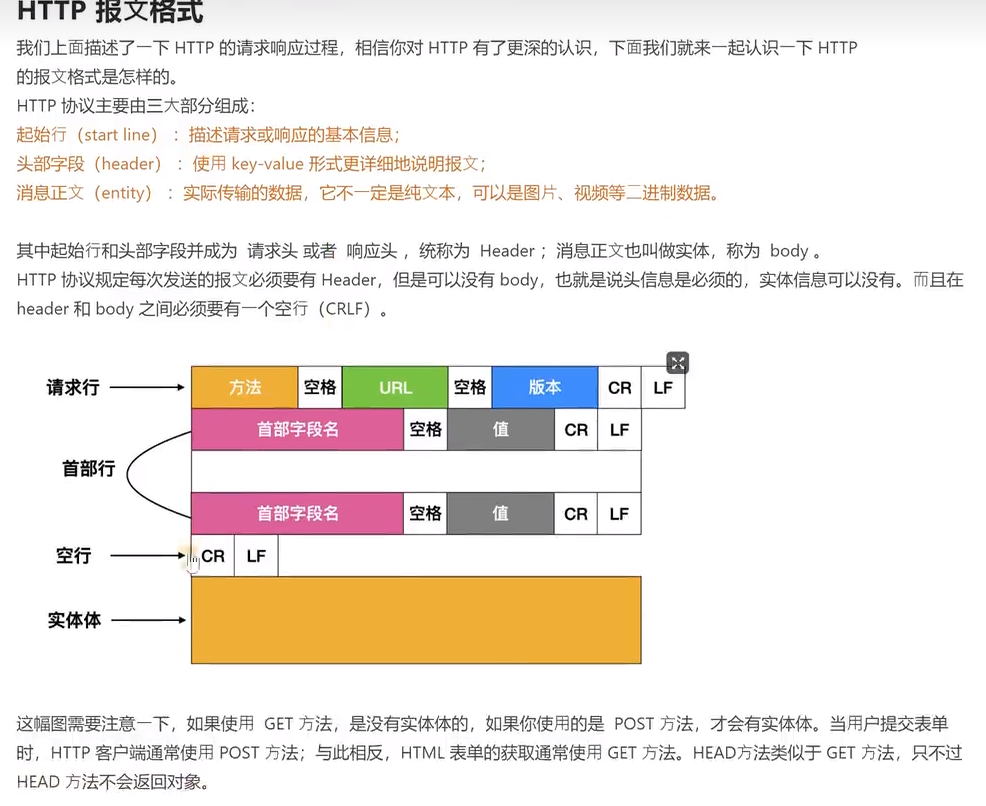 HTTP 报文格式
我们上面描述了一下 HTTP 的请求响应过程，相信你对 HTTP 有了更深的认识，下面我们就来一起认识一下 HTTP
的报文格式是怎样的。
HTTP 协议主要由三大部分组成：
起始行（start line）：描述请求或响应的基本信息；
头部字段（header）：使用 key-value 形式更详细地说明报文；
消息正文（entity）：实际传输的数据，它不一定是纯文本，可以是图片、视频等二进制数据。
其中起始行和头部字段并成为 请求头 或者 响应头 ，统称为 Header ；消息正文也叫做实体，称为 body 。
HTTP 协议规定每次发送的报文必须要有 Header，但是可以没有 body，也就是说头信息是必须的，实体信息可以没有。而且在
header 和 body 之间必须要有一个空行（CRLF）。
请求行 方法 空格 URL 空格 版本 CR LF
首部字段名 空格 值 CR LF
首部行
首部字段名 空格 值 CR LF
空行 CR LF
实体体
这幅图需要注意一下，如果使用 GET 方法，是没有实体体的，如果你使用的是 POST 方法，才会有实体体。当用户提交表单
时，HTTP 客户端通常使用 POST 方法；与此相反，HTML 表单的获取通常使用 GET 方法。HEAD方法类似于 GET 方法，只不过
HEAD 方法不会返回对象。